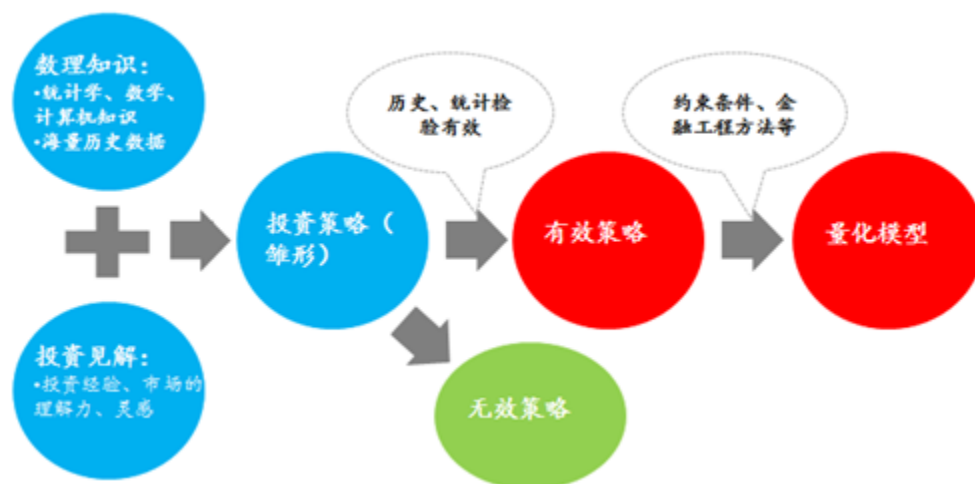 数理知识：
•统计学、数学、
计算机知识
•海量历史数据
投资见解：
•投资经验、市场的
理解力、灵感
投资策略（
雏形）
历史、统计检
验有效
有效策略
无效策略
约束条件、金
融工程方法等
量化模型